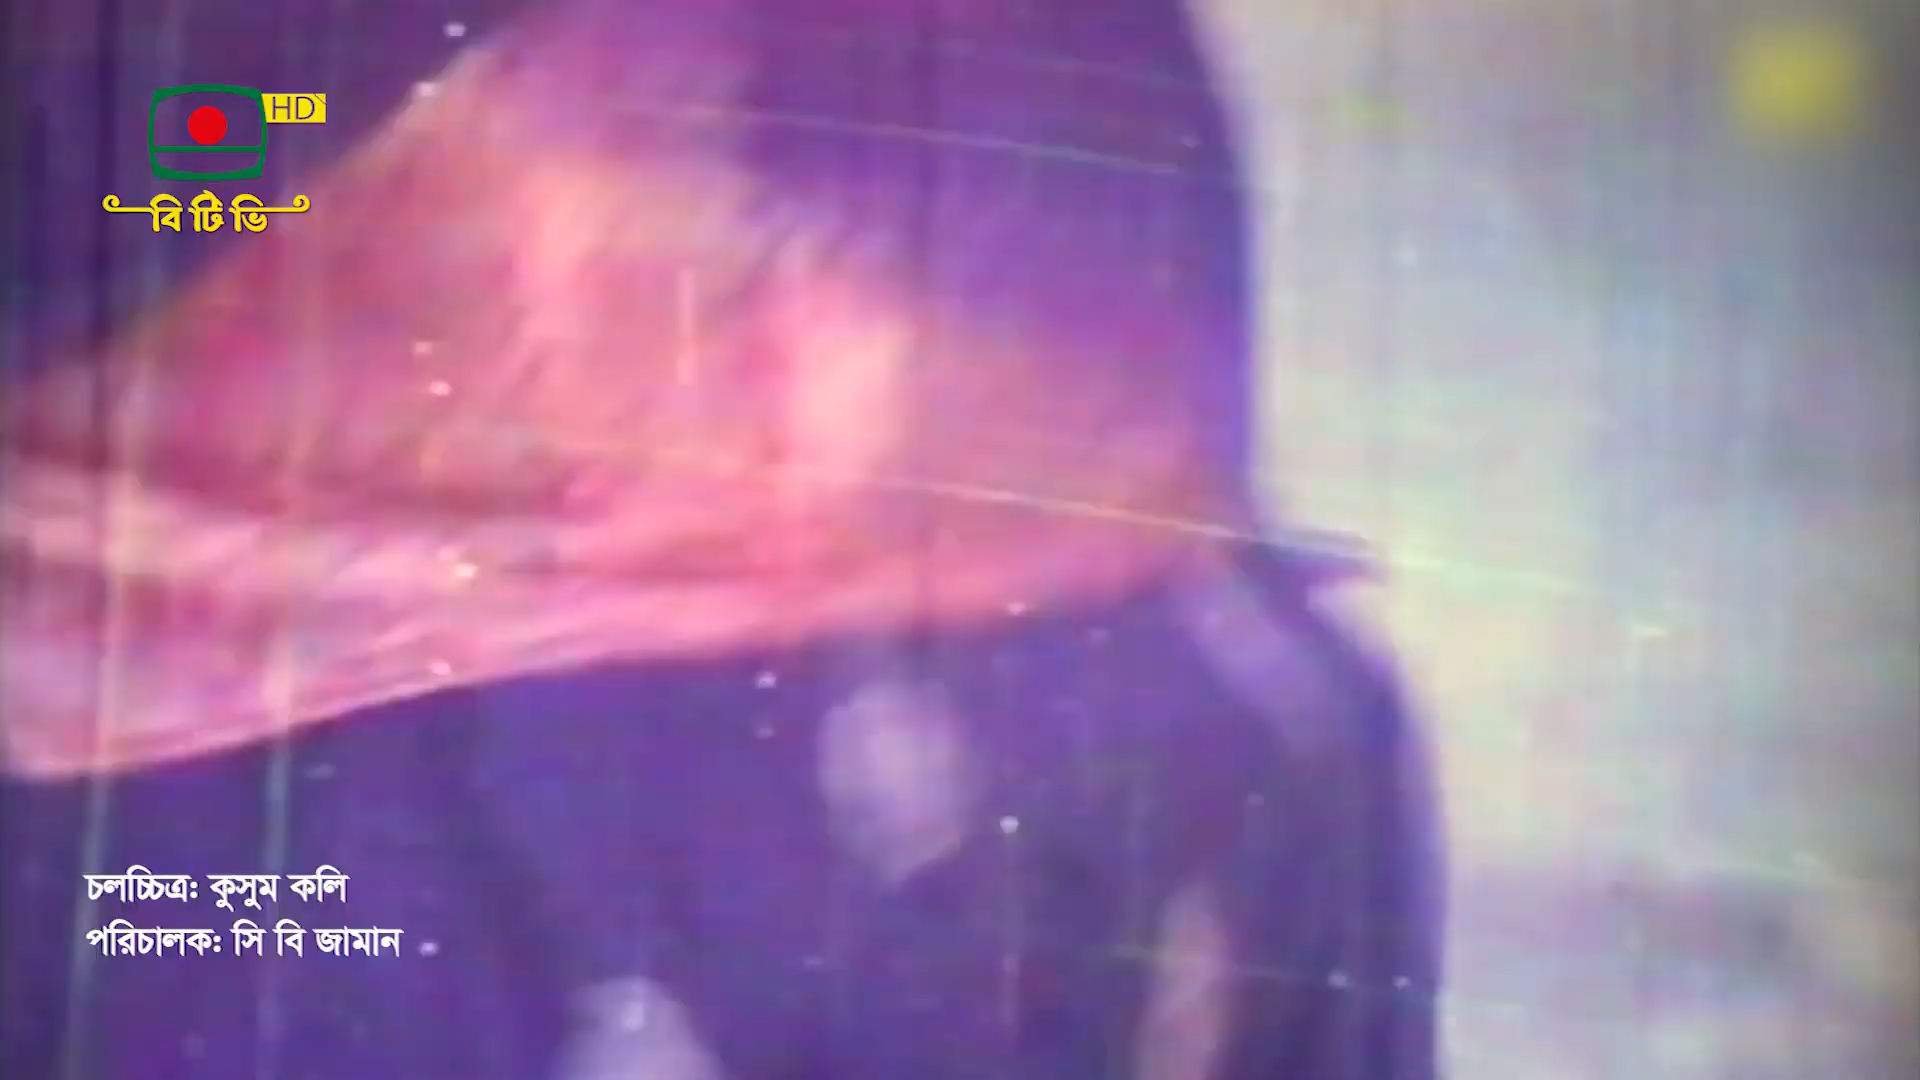 HD
বি টি ভি
চলচ্চিত্র: কুসুম কলি
পরিচালক: সি বি জামান